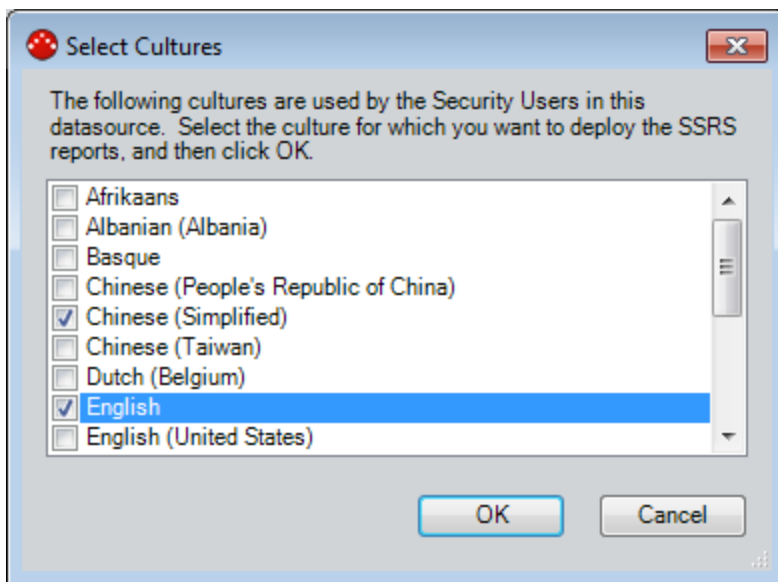 Select Cultures
The following cultures are used by the Security Users in this
datasource.  Select the culture for which you want to deploy the SSRS
reports, and then click OK.
Afrikaans
Albanian (Albania)
Basque
Chinese (People's Republic of China)
Chinese (Simplified)
Chinese (Taiwan)
Dutch (Belgium)
English
English (United States)
OK Cancel